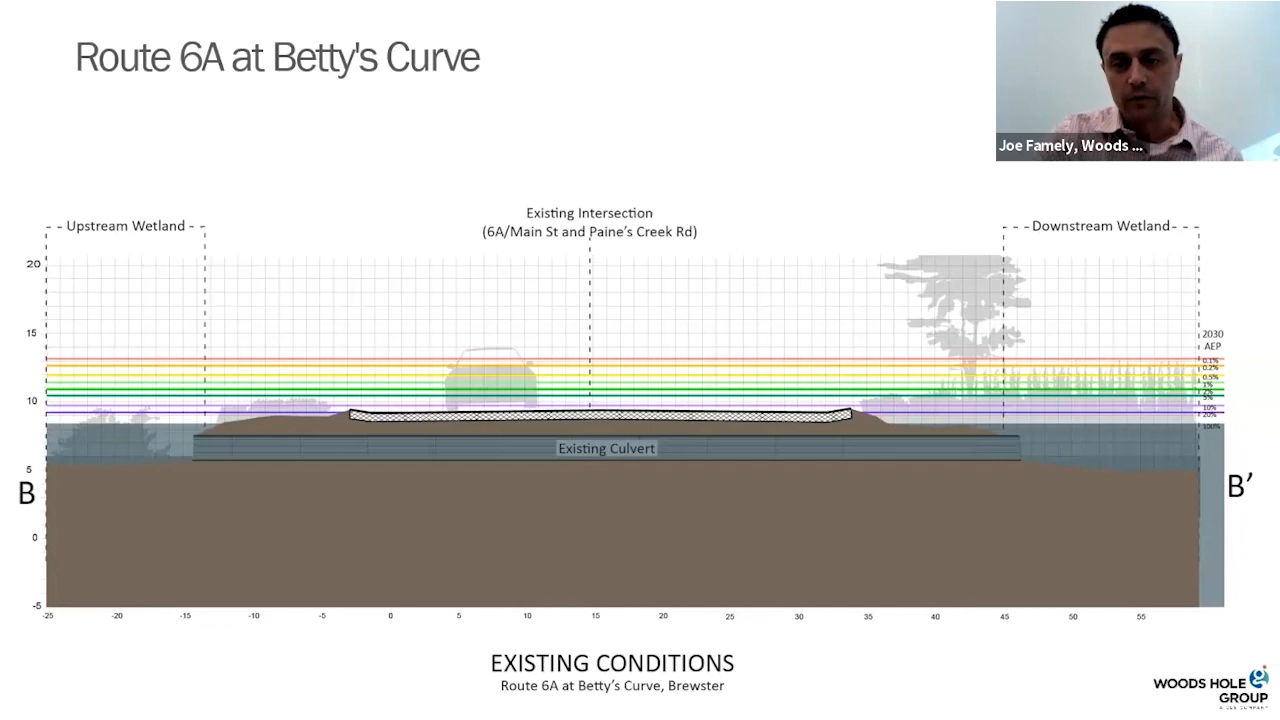 Route 6A at Betty's Curve
Joe Famely, Woods ...
Upstream Wetland
Existing Intersection
(6A/Main St and Paine's Creek Rd)
Downstream Wetland
20
15
10
5
0
-5
2030
AEP
0.1%
0.2%
0.5%
1%
2%
5%
10%
20%
100%
Existing Culvert
B
B'
-25 -20 -15 -10 -5 0 5 10 15 20 25 30 35 40 45 50 55
EXISTING CONDITIONS
Route 6A at Betty's Curve, Brewster
WOODS HOLE
GROUP